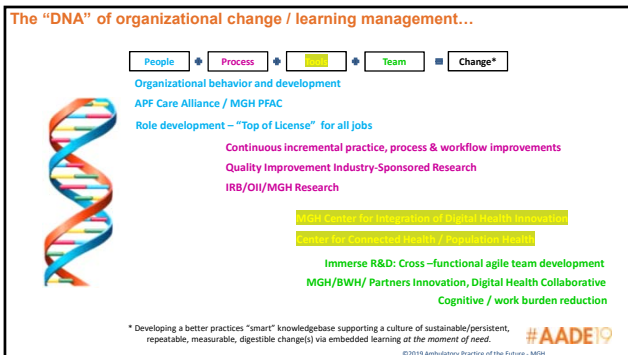 The “DNA” of organizational change / learning management…
People + Process + Tools + Team = Change*
Organizational behavior and development
APF Care Alliance / MGH PFAC
Role development – “Top of License” for all jobs
Continuous incremental practice, process & workflow improvements
Quality Improvement Industry-Sponsored Research
IRB/OII/MGH Research
MGH Center for Integration of Digital Health Innovation
Center for Connected Health / Population Health
Immerse R&D: Cross –functional agile team development
MGH/BWH/ Partners Innovation, Digital Health Collaborative
Cognitive / work burden reduction
* Developing a better practices “smart” knowledgebase supporting a culture of sustainable/persistent,
repeatable, measurable, digestible change(s) via embedded learning at the moment of need.
#AADE19
©2019 Ambulatory Practice of the Future - MGH